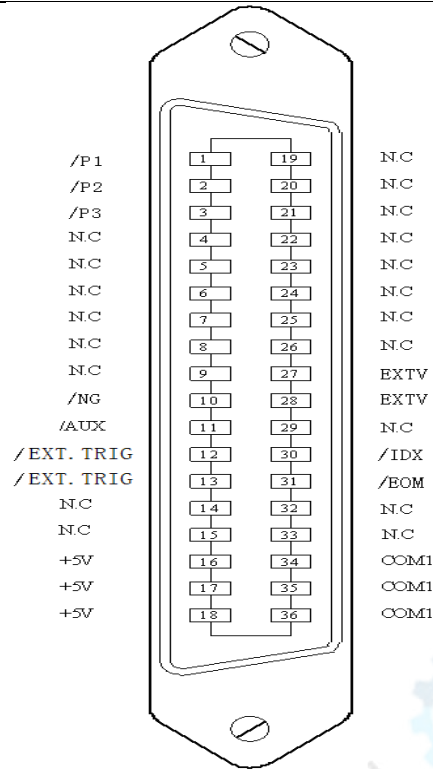 /P1 1 19 N.C
/P2 2 20 N.C
/P3 3 21 N.C
N.C 4 22 N.C
N.C 5 23 N.C
N.C 6 24 N.C
N.C 7 25 N.C
N.C 8 26 N.C
N.C 9 27 EXTV
/NG 10 28 EXTV
/AUX 11 29 N.C
/EXT. TRIG 12 30 /IDX
/EXT. TRIG 13 31 /EOM
N.C 14 32 N.C
N.C 15 33 N.C
+5V 16 34 COM1
+5V 17 35 COM1
+5V 18 36 COM1